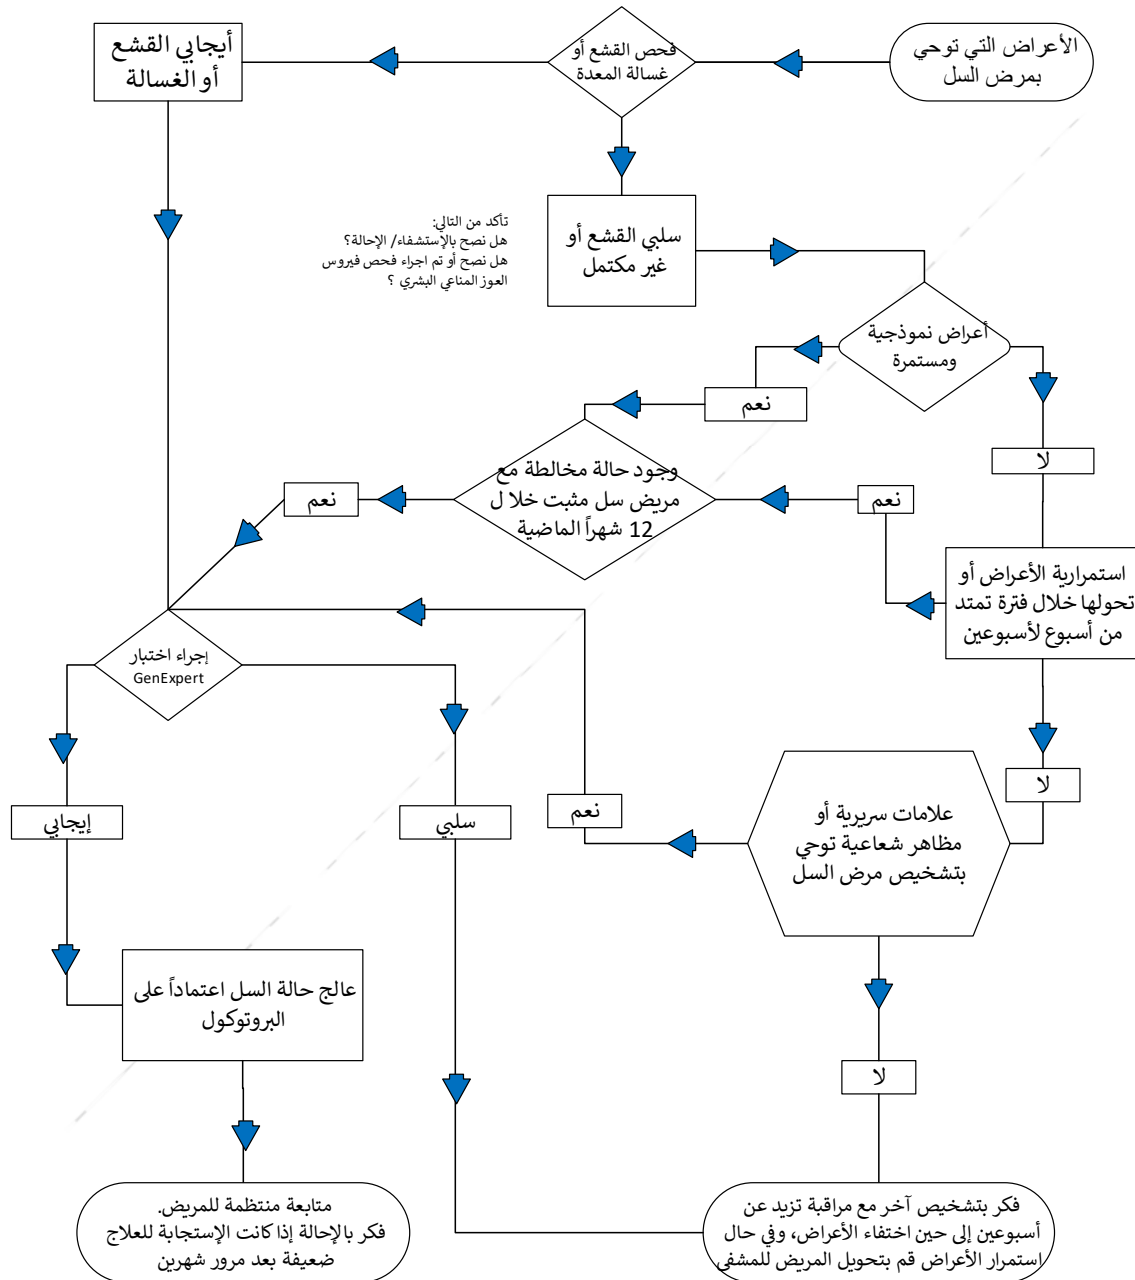 الأعراض التي توحي
بمرض السل
فحص القشع أو
غسالة المعدة
أيجابي القشع
أو الغسالة
سلبي القشع أو
غير مكتمل
تأكد من التالي:
هل نصح بالإستشفاء/ الإحالة؟
هل نصح أو تم اجراء فحص فيروس
العوز المناعي البشري ؟
أعراض نموذجية
ومستمرة
نعم
لا
وجود حالة مخالطة مع
مريض سل مثبت خلال
12 شهراً الماضية
نعم
نعم
استمرارية الأعراض أو
تحولها خلال فترة تمتد
من أسبوع لأسبوعين
إجراء اختبار
GenExpert
لا
علامات سريرية أو
مظاهر شعاعية توحي
بتشخيص مرض السل
نعم
سلبي
إيجابي
عالج حالة السل اعتماداً على
البروتوكول
لا
فكر بتشخيص آخر مع مراقبة تزيد عن
أسبوعين إلى حين اختفاء الأعراض، وفي حال
استمرار الأعراض قم بتحويل المريض للمشفى
متابعة منتظمة للمريض.
فكر بالإحالة إذا كانت الإستجابة للعلاج
ضعيفة بعد مرور شهرين